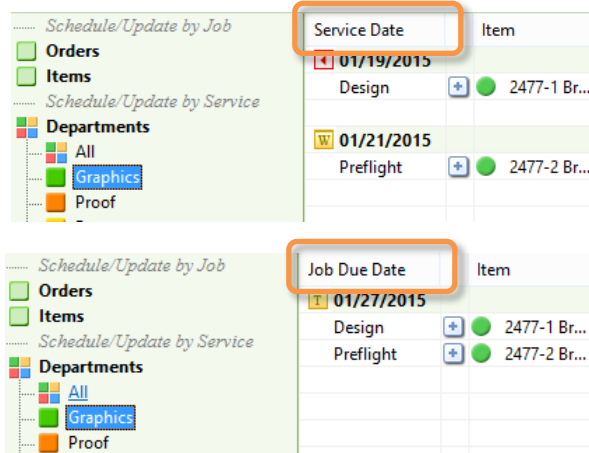 Schedule/Update by Job
Service Date Item
Orders
01/19/2015
Items
Design 2477-1 Br...
Schedule/Update by Service
Departments
W 01/21/2015
All
Preflight 2477-2 Br...
Graphics
Proof
Schedule/Update by Job
Job Due Date Item
Orders
T 01/27/2015
Items
Design 2477-1 Br...
Schedule/Update by Service
Preflight 2477-2 Br...
Departments
All
Graphics
Proof